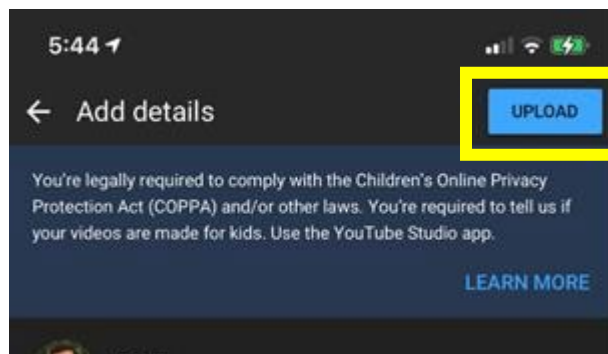 5:44
Add details
UPLOAD
You're legally required to comply with the Children's Online Privacy
Protection Act (COPPA) and/or other laws. You're required to tell us if
your videos are made for kids. Use the YouTube Studio app.
LEARN MORE